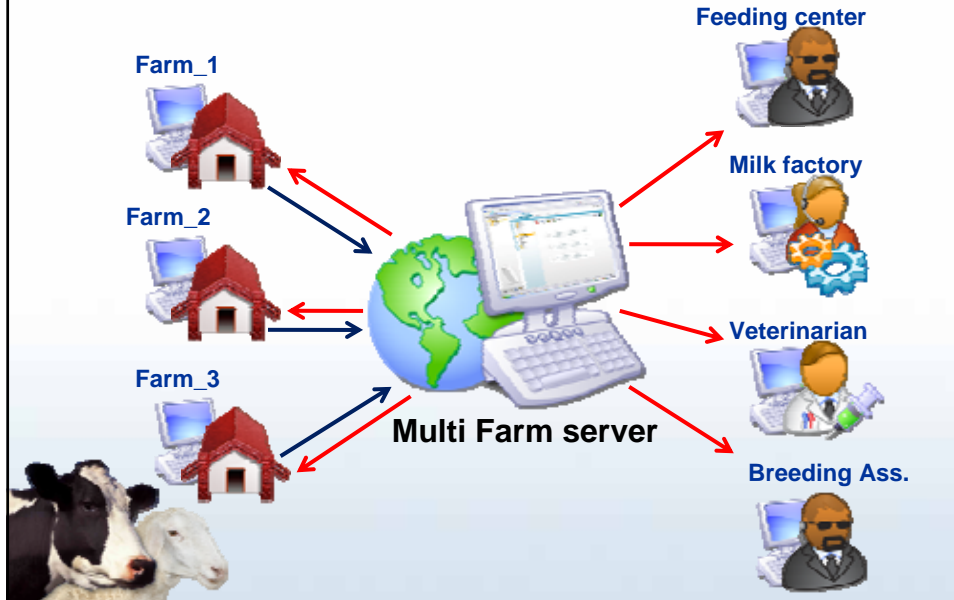 Feeding center
Farm_1
Milk factory
Farm_2
Veterinarian
Farm_3
Multi Farm server
Breeding Ass.